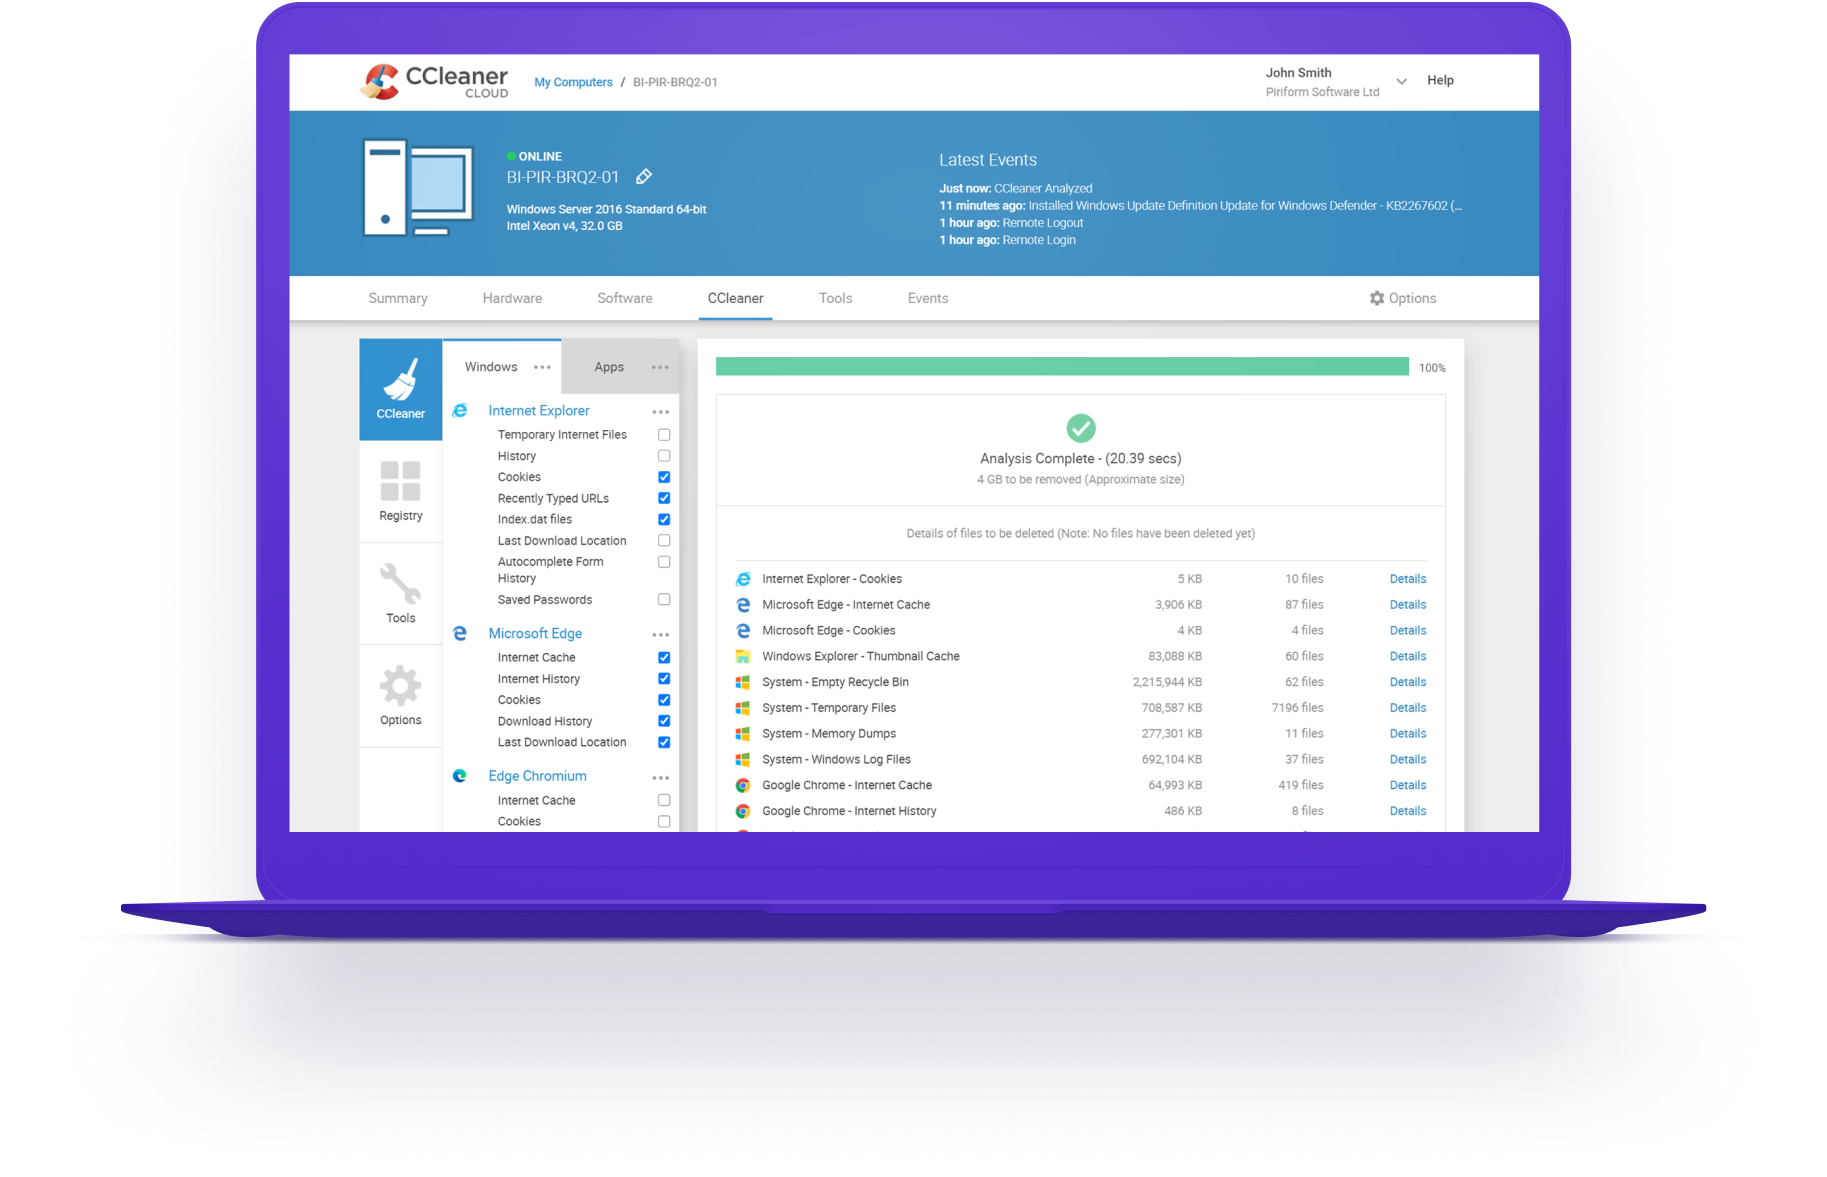 CCleaner
CLOUD
My Computers / BI-PIR-BRQ2-01
John Smith
Piriform Software Ltd
Help
ONLINE
BI-PIR-BRQ2-01
Windows Server 2016 Standard 64-bit
Intel Xeon v4, 32.0 GB
Latest Events
Just now: CCleaner Analyzed
11 minutes ago: Installed Windows Update Definition Update for Windows Defender - KB2267602 (...
1 hour ago: Remote Logout
1 hour ago: Remote Login
Summary Hardware Software CCleaner Tools Events Options
CCleaner
Registry
Tools
Options
Windows Apps
Internet Explorer
Temporary Internet Files
History
Cookies
Recently Typed URLs
Index.dat files
Last Download Location
Autocomplete Form
History
Saved Passwords
Microsoft Edge
Internet Cache
Internet History
Cookies
Download History
Last Download Location
Edge Chromium
Internet Cache
Cookies
100%
Analysis Complete - (20.39 secs)
4 GB to be removed (Approximate size)
Details of files to be deleted (Note: No files have been deleted yet)
Internet Explorer - Cookies 5 KB 10 files Details
Microsoft Edge - Internet Cache 3,906 KB 87 files Details
Microsoft Edge - Cookies 4 KB 4 files Details
Windows Explorer - Thumbnail Cache 83,088 KB 60 files Details
System - Empty Recycle Bin 2,215,944 KB 62 files Details
System - Temporary Files 708,587 KB 7196 files Details
System - Memory Dumps 277,301 KB 11 files Details
System - Windows Log Files 692,104 KB 37 files Details
Google Chrome - Internet Cache 64,993 KB 419 files Details
Google Chrome - Internet History 486 KB 8 files Details